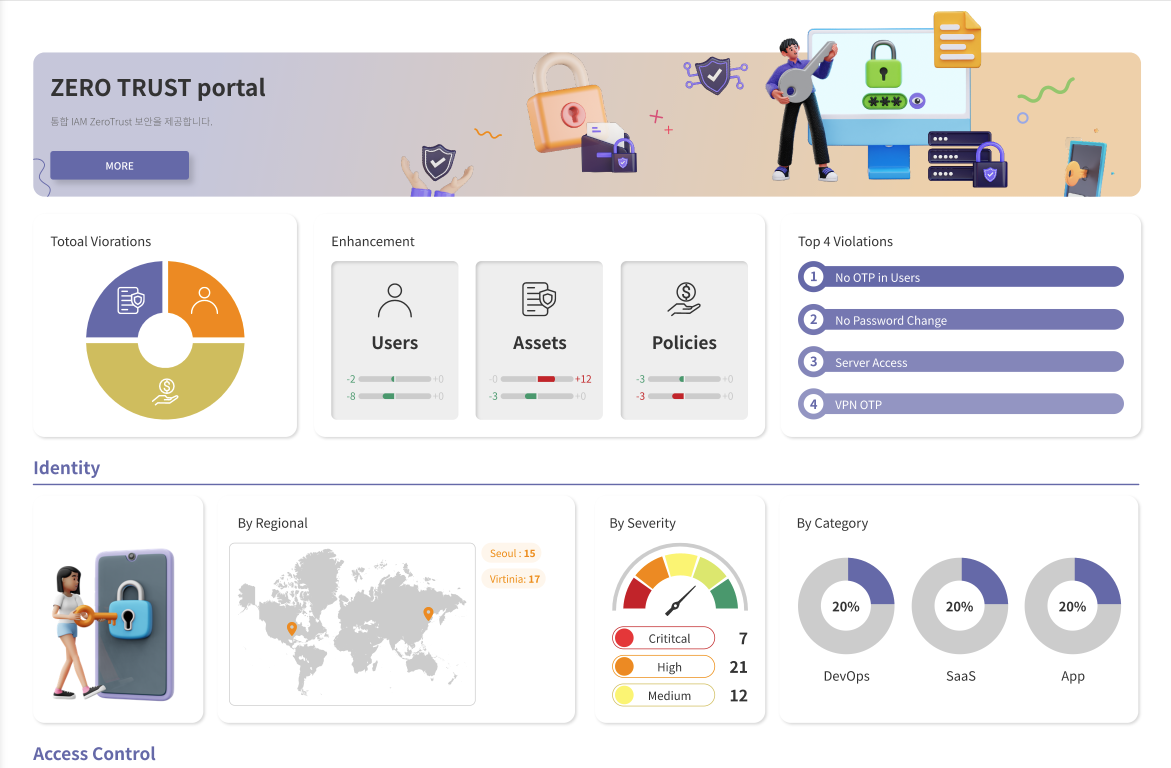 ZERO TRUST portal
통합 IAM ZeroTrust 보안을 제공합니다.
MORE
***
Totoal Viorations
Enhancement
Users
-2 +0
-8 +0
Assets
-0 +12
-3 +0
Policies
-3 +0
-3 +0
Top 4 Violations
1 No OTP in Users
2 No Password Change
3 Server Access
4 VPN OTP
Identity
By Regional
Seoul : 15
Virtinia: 17
By Severity
Crititcal 7
High 21
Medium 12
By Category
20% 20% 20%
DevOps SaaS App
Access Control